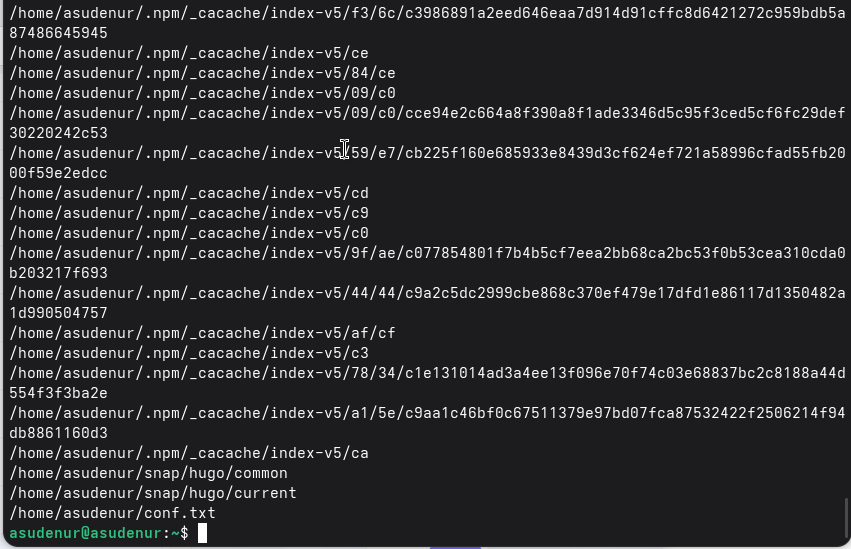 /home/asudenur/.npm/_cacache/index-v5/f3/6c/c3986891a2eed646eaa7d914d91cffc8d6421272c959bdb5a
87486645945
/home/asudenur/.npm/_cacache/index-v5/ce
/home/asudenur/.npm/_cacache/index-v5/84/ce
/home/asudenur/.npm/_cacache/index-v5/09/c0
/home/asudenur/.npm/_cacache/index-v5/09/c0/cce94e2c664a8f390a8f1ade3346d5c95f3ced5cf6fc29def
30220242c53
/home/asudenur/.npm/_cacache/index-v5/59/e7/cb225f160e685933e8439d3cf624ef721a58996cfad55fb20
00f59e2edcc
/home/asudenur/.npm/_cacache/index-v5/cd
/home/asudenur/.npm/_cacache/index-v5/c9
/home/asudenur/.npm/_cacache/index-v5/c0
/home/asudenur/.npm/_cacache/index-v5/9f/ae/c077854801f7b4b5cf7eea2bb68ca2bc53f0b53cea310cda0
b203217f693
/home/asudenur/.npm/_cacache/index-v5/44/44/c9a2c5dc2999cbe868c370ef479e17dfd1e86117d1350482a
1d990504757
/home/asudenur/.npm/_cacache/index-v5/af/cf
/home/asudenur/.npm/_cacache/index-v5/c3
/home/asudenur/.npm/_cacache/index-v5/78/34/c1e131014ad3a4ee13f096e70f74c03e68837bc2c8188a44d
554f3f3ba2e
/home/asudenur/.npm/_cacache/index-v5/a1/5e/c9aa1c46bf0c67511379e97bd07fca87532422f2506214f94
db8861160d3
/home/asudenur/.npm/_cacache/index-v5/ca
/home/asudenur/snap/hugo/common
/home/asudenur/snap/hugo/current
/home/asudenur/conf.txt
asudenur@asudenur:~$